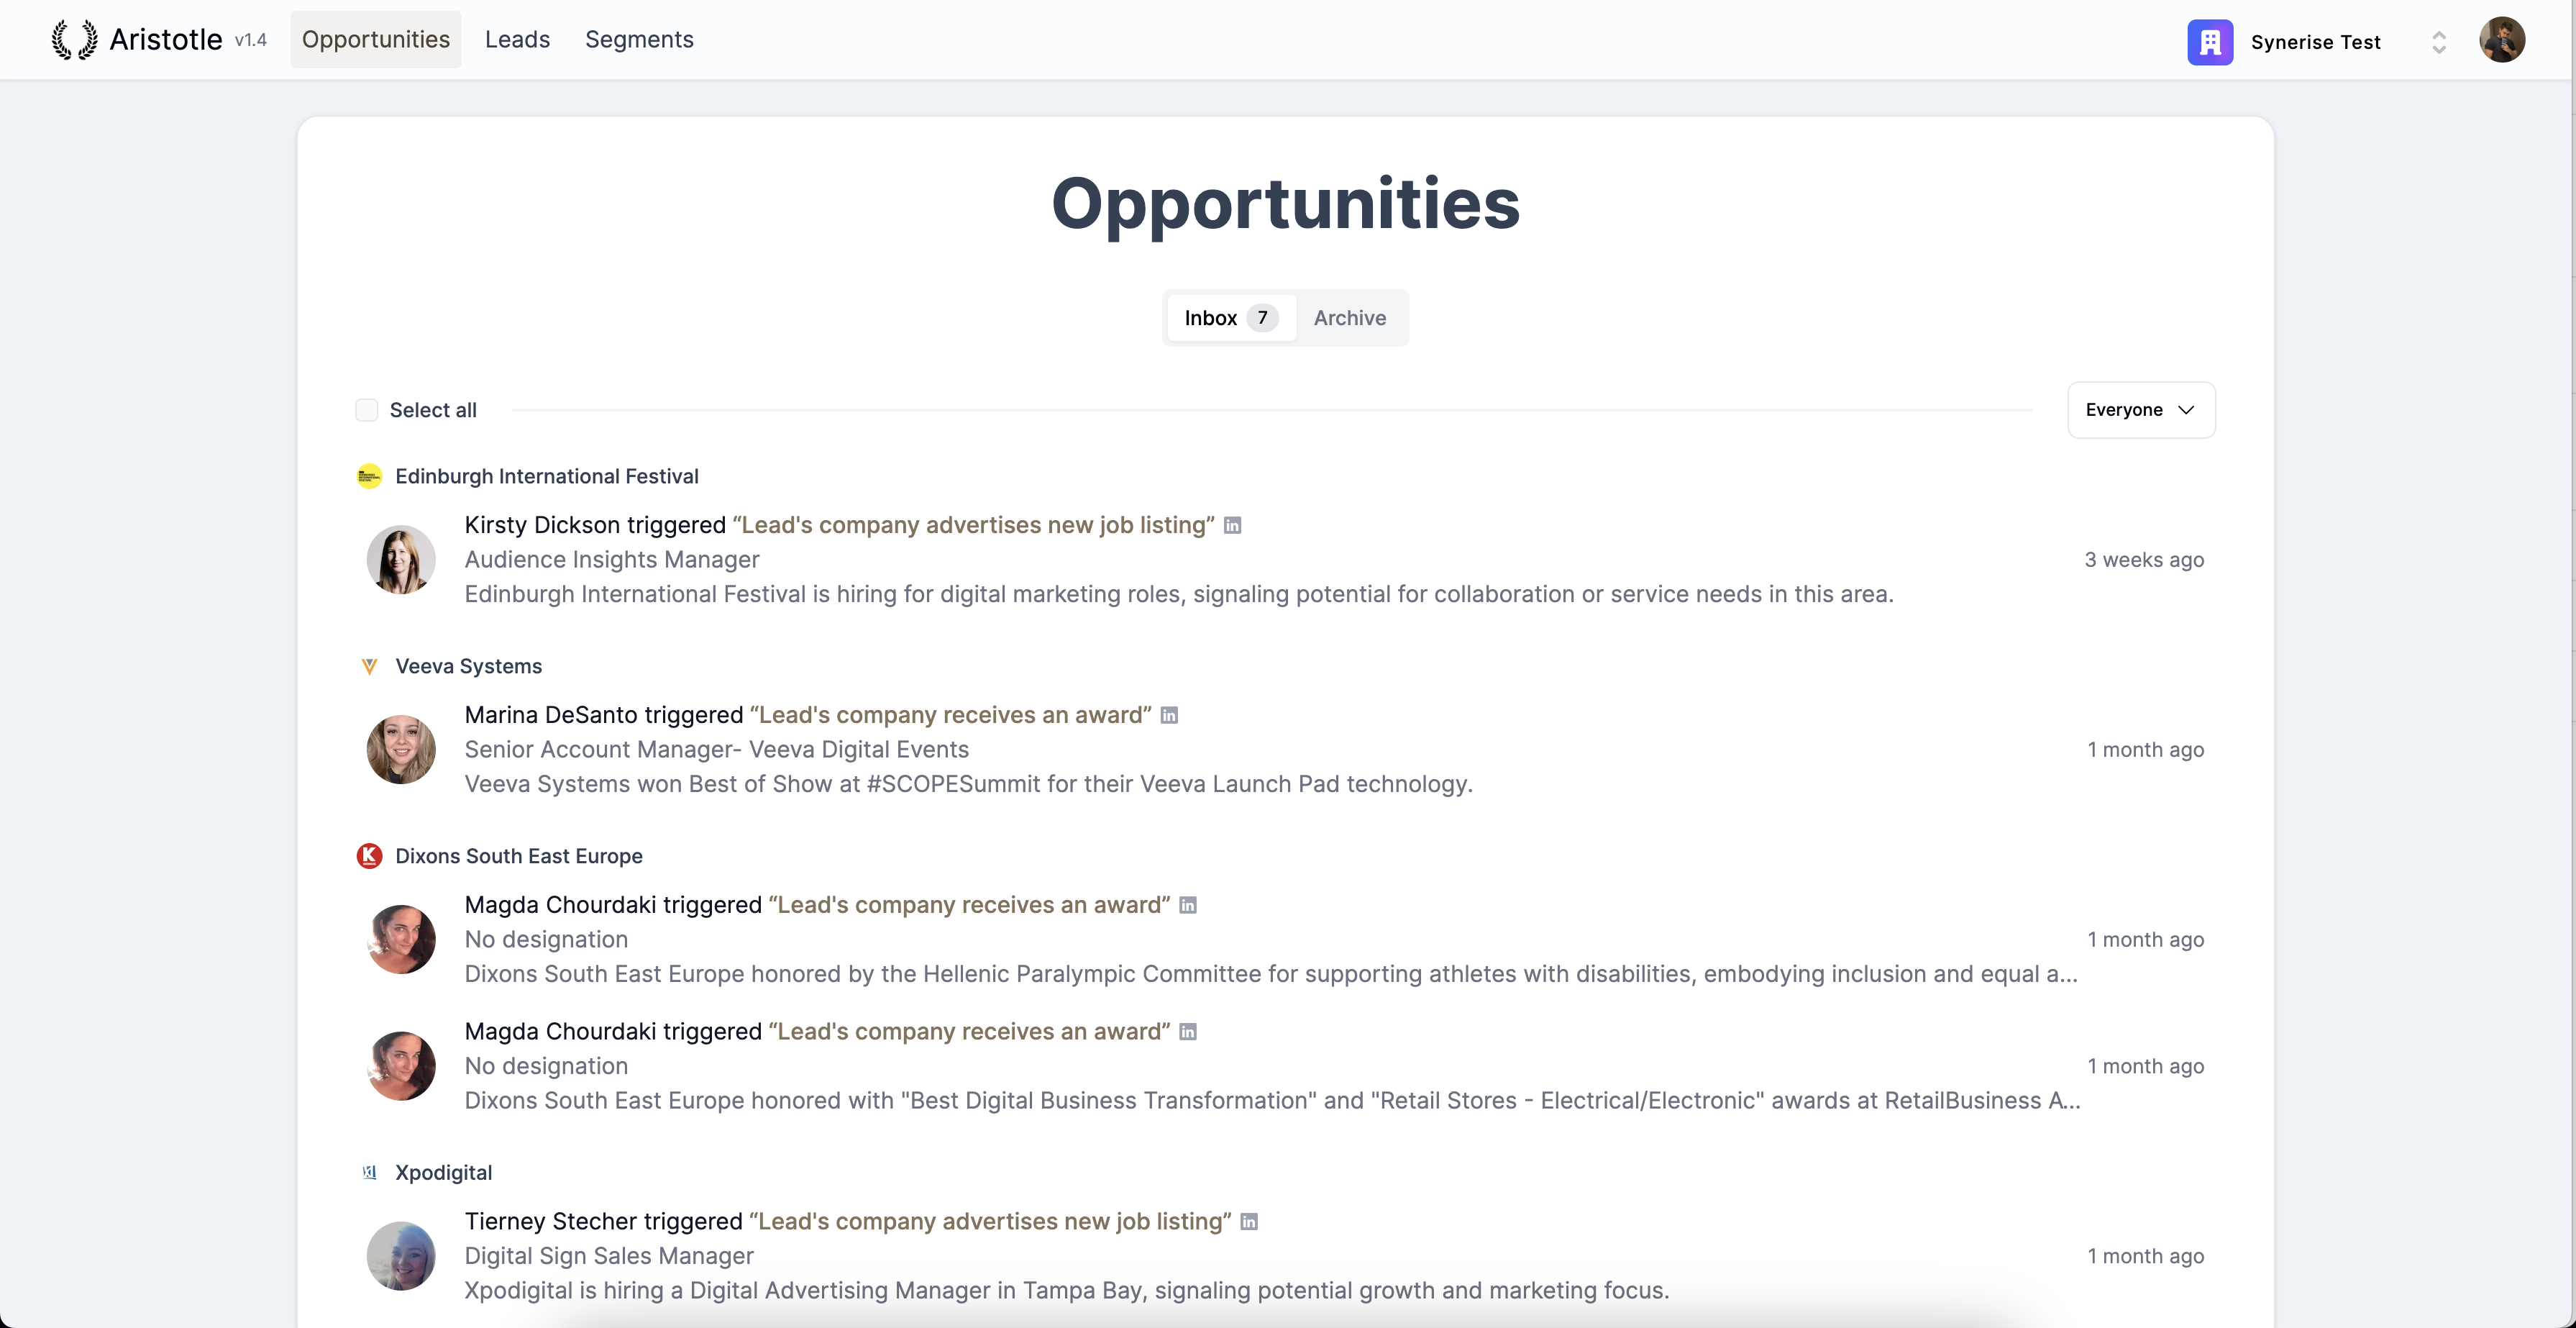 Aristotle v1.4 Opportunities Leads Segments Synerise Test
Opportunities
Inbox 7 Archive
Select all Everyone
Edinburgh International Festival
Kirsty Dickson triggered “Lead's company advertises new job listing” in
Audience Insights Manager
3 weeks ago
Edinburgh International Festival is hiring for digital marketing roles, signaling potential for collaboration or service needs in this area.
Veeva Systems
Marina DeSanto triggered “Lead's company receives an award” in
Senior Account Manager- Veeva Digital Events
1 month ago
Veeva Systems won Best of Show at #SCOPESummit for their Veeva Launch Pad technology.
K
Dixons South East Europe
Magda Chourdaki triggered “Lead's company receives an award” in
No designation
1 month ago
Dixons South East Europe honored by the Hellenic Paralympic Committee for supporting athletes with disabilities, embodying inclusion and equal a...
Magda Chourdaki triggered “Lead's company receives an award” in
No designation
1 month ago
Dixons South East Europe honored with "Best Digital Business Transformation" and "Retail Stores - Electrical/Electronic" awards at RetailBusiness A...
Xpodigital
Tierney Stecher triggered “Lead's company advertises new job listing” in
Digital Sign Sales Manager
1 month ago
Xpodigital is hiring a Digital Advertising Manager in Tampa Bay, signaling potential growth and marketing focus.